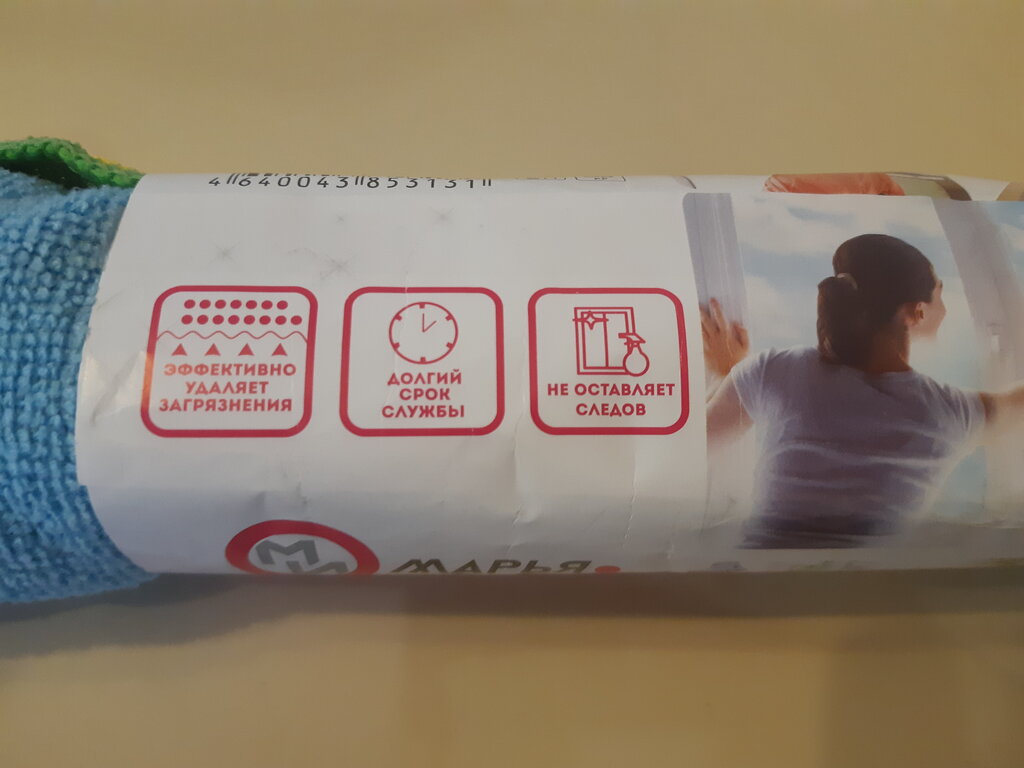 4 640043 853131
ЭФФЕКТИВНО
УДАЛЯЕТ
ЗАГРЯЗНЕНИЯ
ДОЛГИЙ
СРОК
СЛУЖБЫ
НЕ ОСТАВЛЯЕТ
СЛЕДОВ
МАРЬЯ